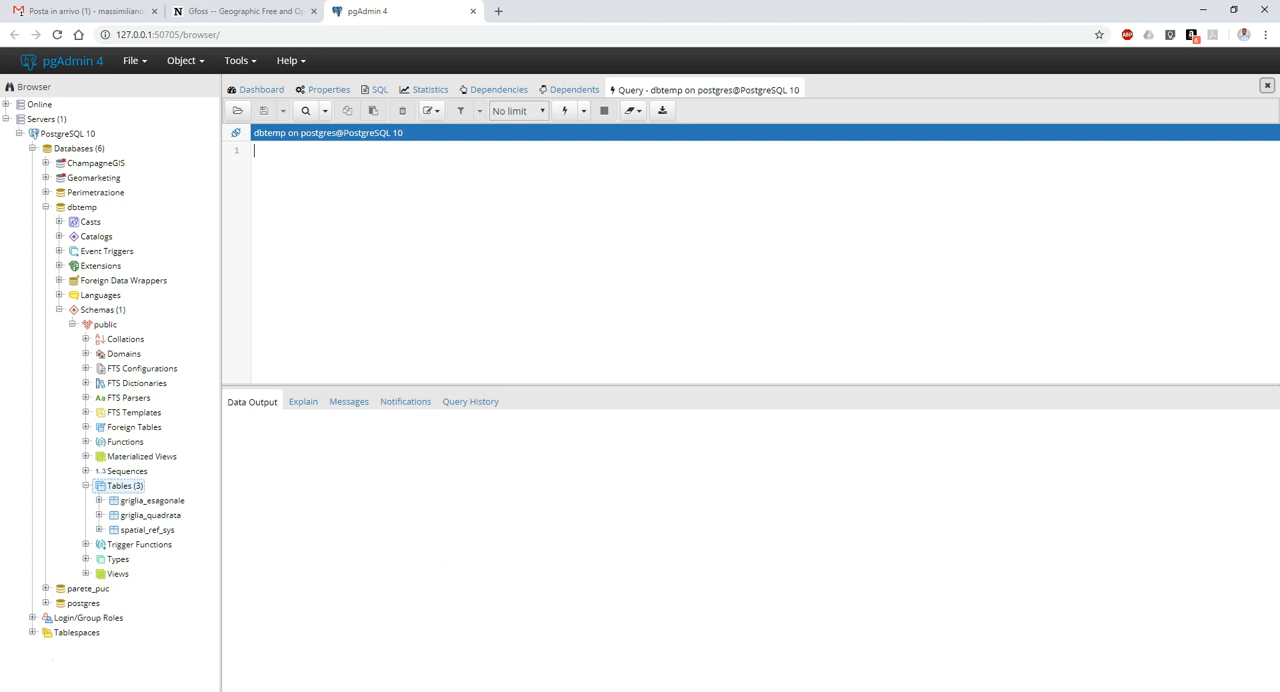 Posta in arrivo (1) - massimiliano
Gfoss -- Geographic Free and Op
pgAdmin 4
127.0.0.1:50705/browser/
pgAdmin 4
File
Object
Tools
Help
Browser
Online
Servers (1)
PostgreSQL 10
Databases (6)
ChampagneGIS
Geomarketing
Perimetrazione
dbtemp
Casts
Catalogs
Event Triggers
Extensions
Foreign Data Wrappers
Languages
Schemas (1)
public
Collations
Domains
FTS Configurations
FTS Dictionaries
FTS Parsers
FTS Templates
Foreign Tables
Functions
Materialized Views
Sequences
Tables (3)
griglia_esagonale
griglia_quadrata
spatial_ref_sys
Trigger Functions
Types
Views
parete_puc
postgres
Login/Group Roles
Tablespaces
Dashboard
Properties
SQL
Statistics
Dependencies
Dependents
Query - dbtemp on postgres@PostgreSQL 10
No limit
dbtemp on postgres@PostgreSQL 10
1
Data Output
Explain
Messages
Notifications
Query History